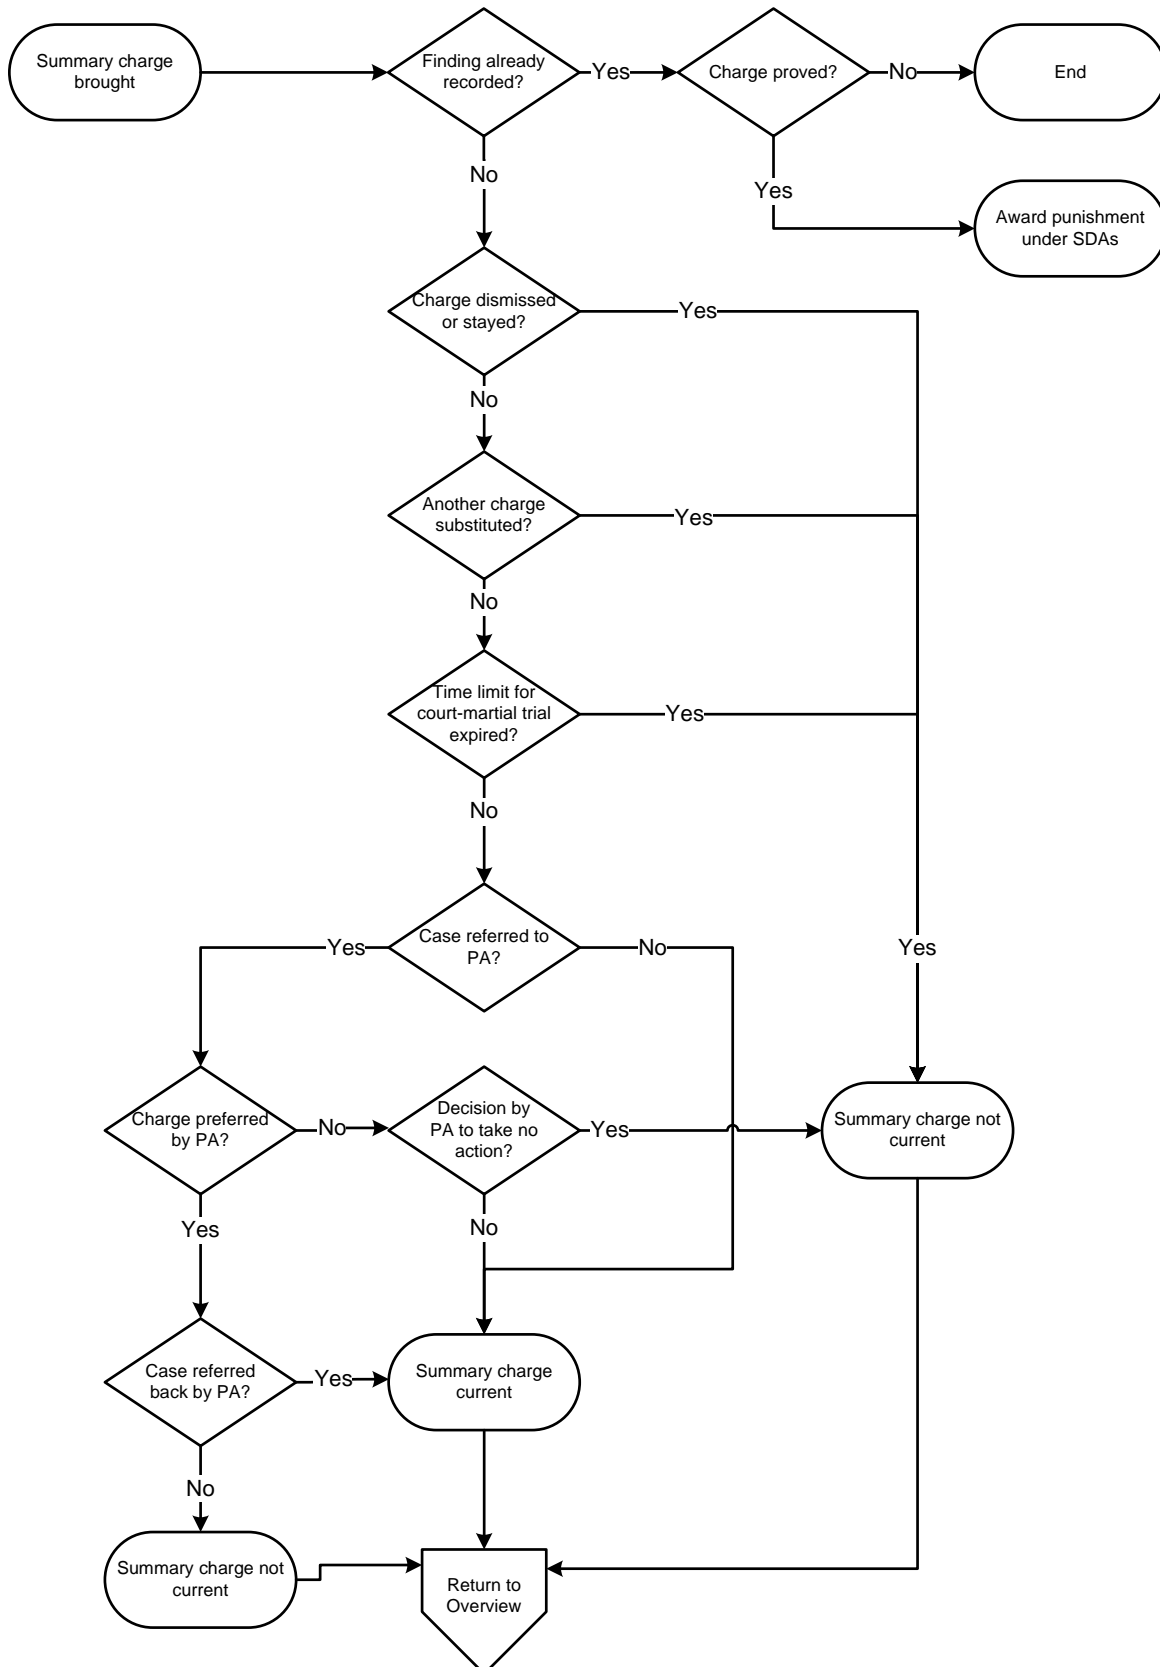 Summary charge
brought
Finding already
recorded?
Yes
Charge proved?
No
End
No
Yes
Award punishment
under SDAs
Charge dismissed
or stayed?
Yes
No
Another charge
substituted?
Yes
No
Time limit for
court-martial trial
expired?
Yes
No
Case referred to
PA?
Yes
No
Yes
Charge preferred
by PA?
No
Decision by
PA to take no
action?
Yes
Summary charge not
current
Yes
No
Case referred
back by PA?
Yes
Summary charge
current
No
Summary charge not
current
Return to
Overview